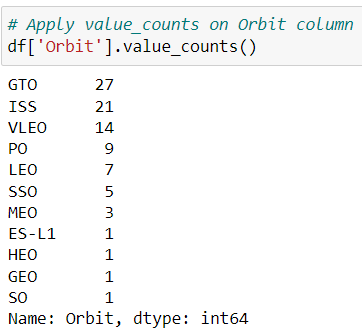 # Apply value_counts on Orbit column
df['Orbit'].value_counts()
GTO 27
ISS 21
VLEO 14
PO 9
LEO 7
SSO 5
MEO 3
ES-L1 1
HEO 1
GEO 1
SO 1
Name: Orbit, dtype: int64